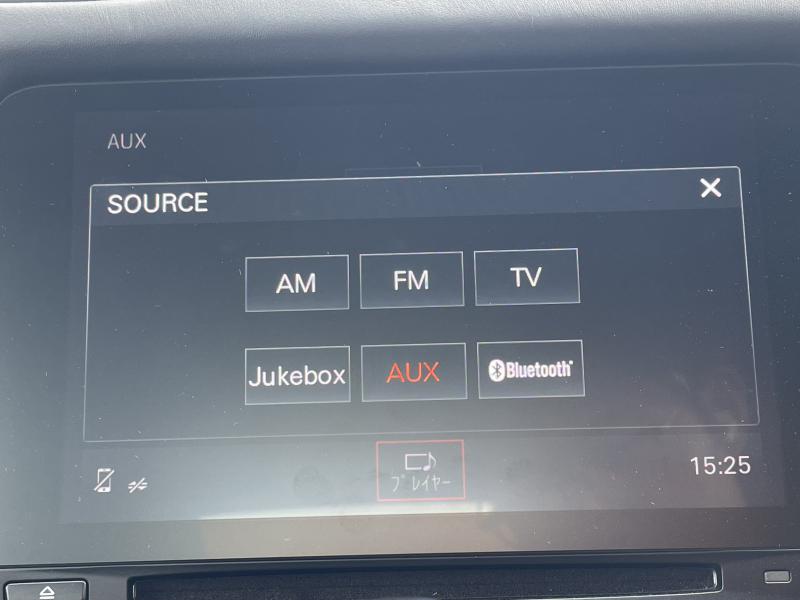 AUX
SOURCE
AM FM TV
Jukebox AUX Bluetooth
プレイヤー
15:25